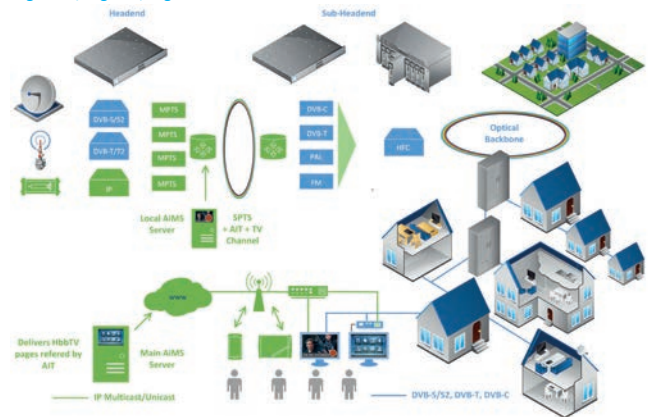 Headend
Sub-Headend
DVB-S/S2
DVB-T/T2
IP
MPTS
MPTS
MPTS
MPTS
DVB-C
DVB-T
PAL
FM
HFC
Optical
Backbone
Local AiMS
Server
SPTS
+ AIT + TV
Channel
www
Delivers HbbTV
pages refered by
AIT
Main AiMS
Server
IP Multicast/Unicast
DVB-S/S2, DVB-T, DVB-C